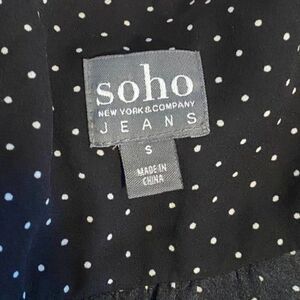 soho
NEW YORK & COMPANY
JEANS
S
MADE IN
CHINA